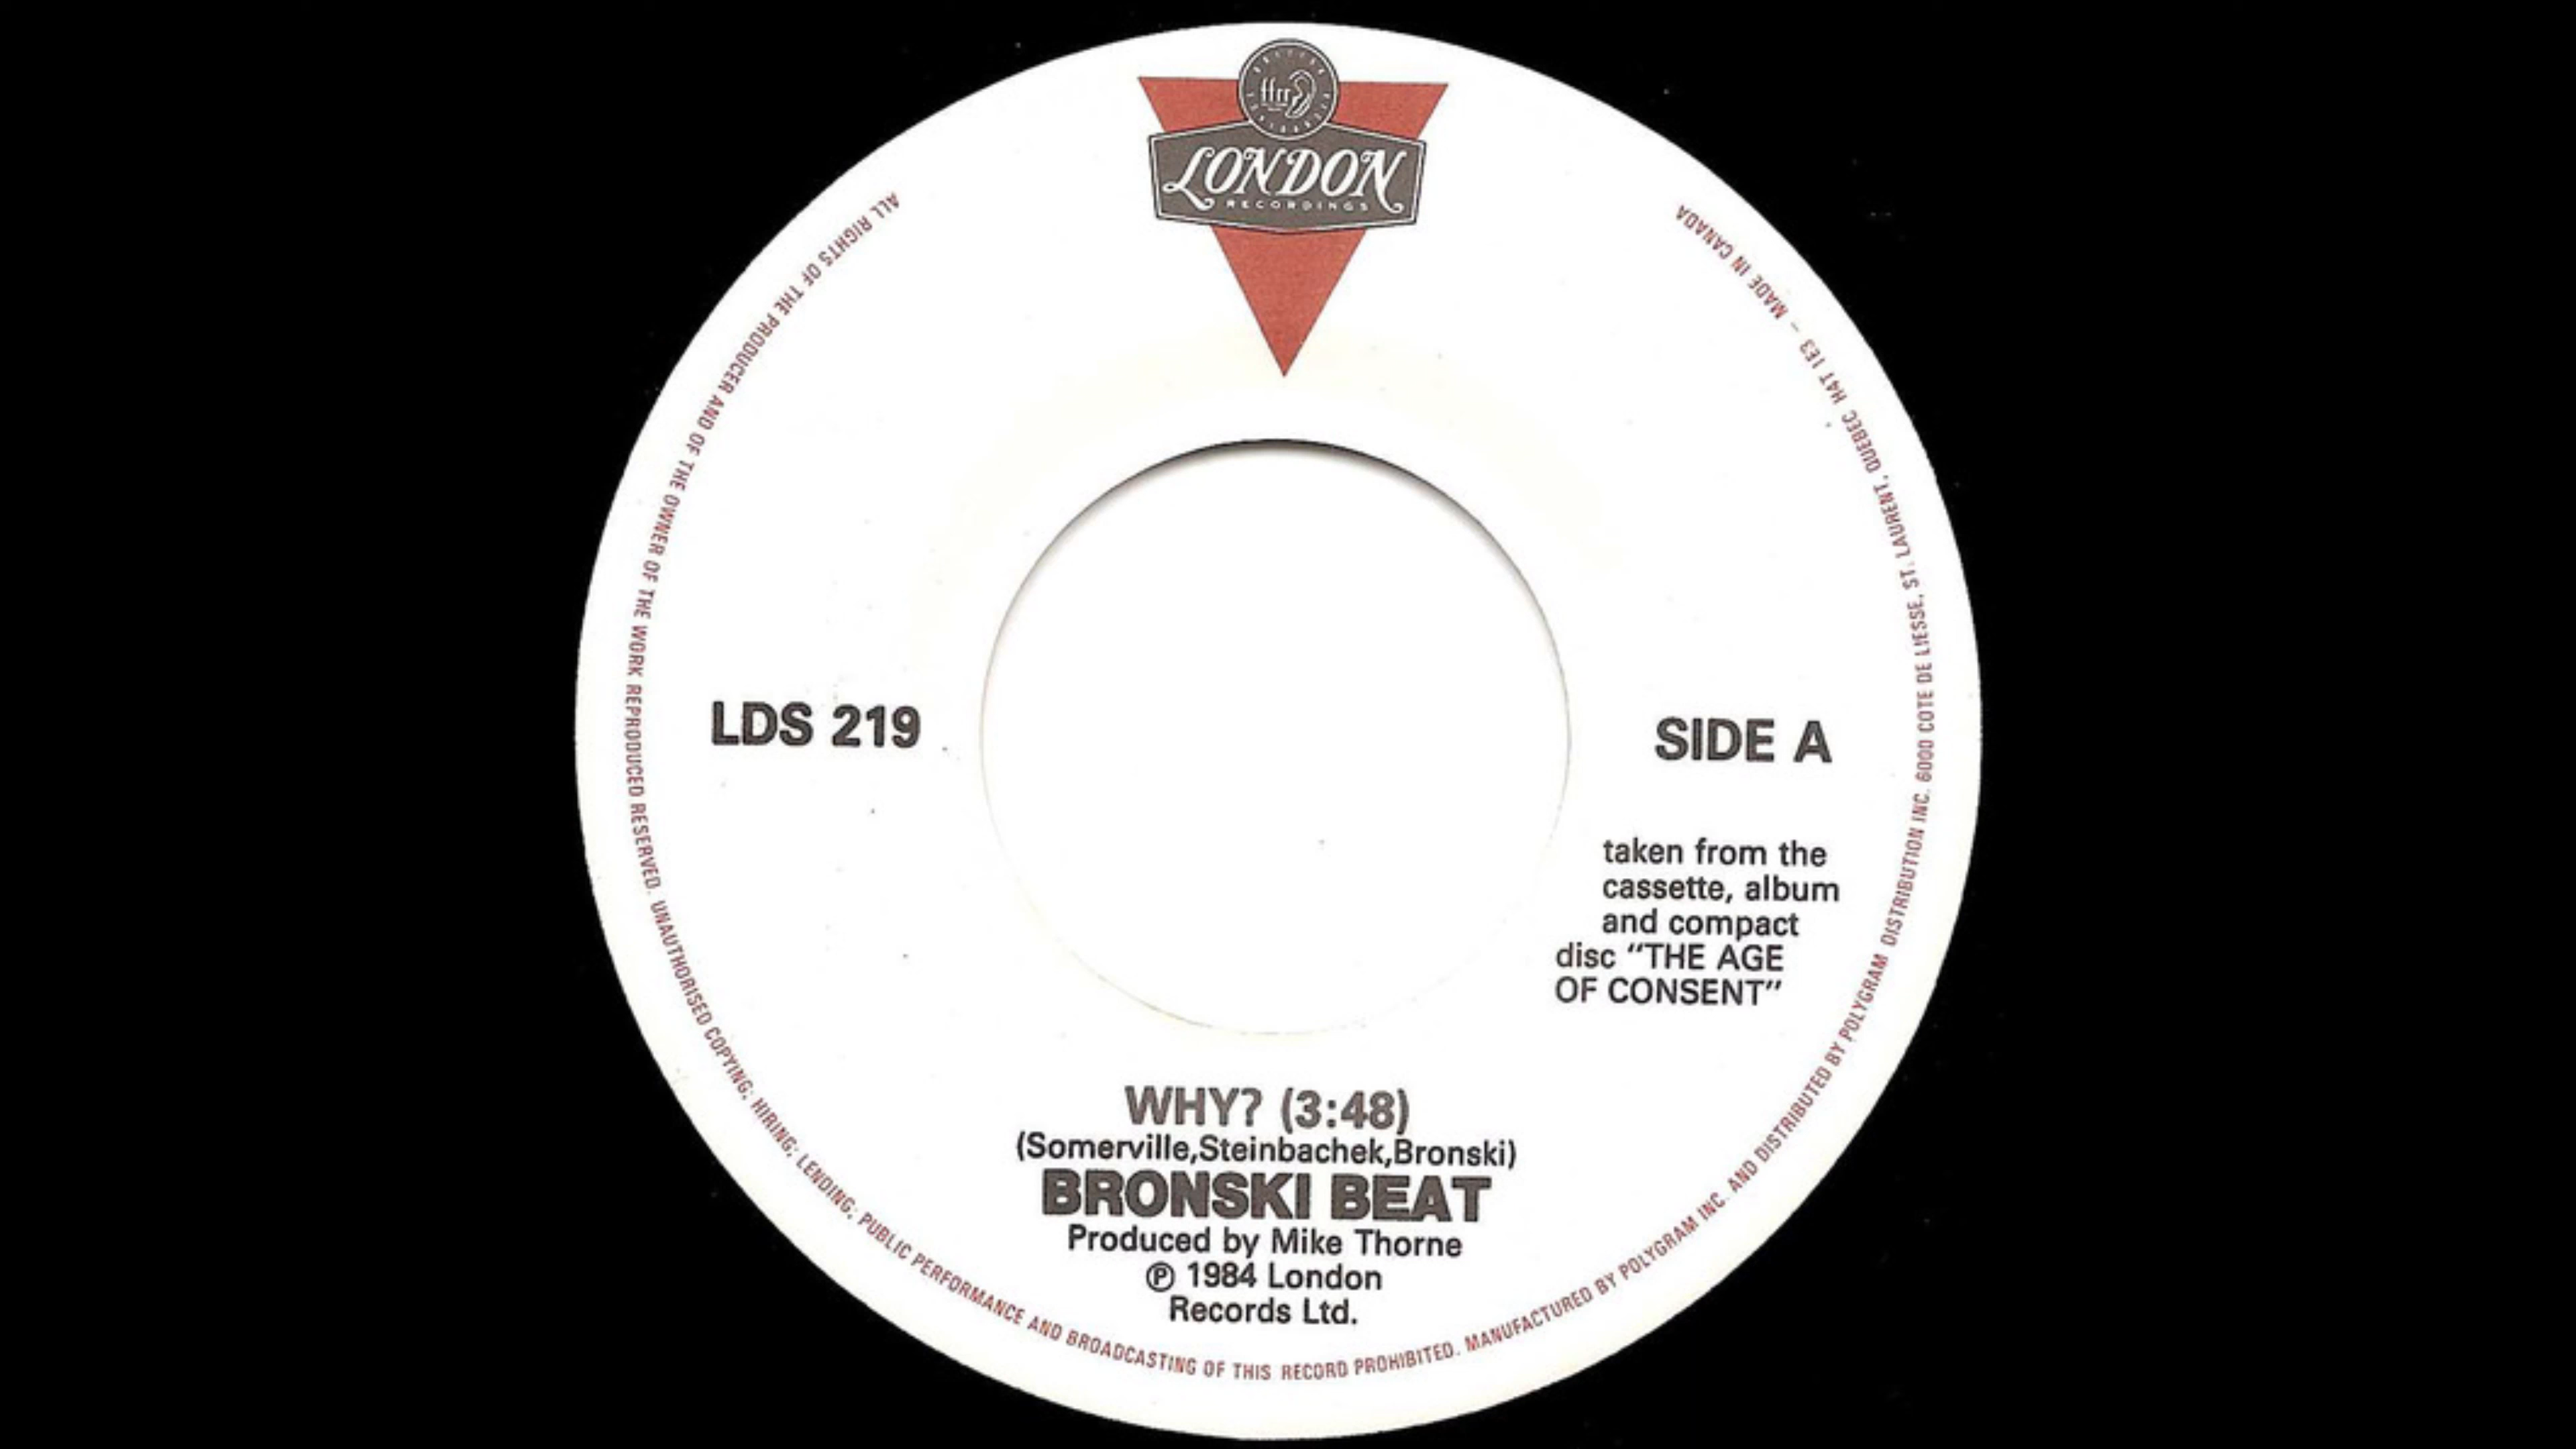 ffrr
LONDON
RECORDINGS
LDS 219
SIDE A
taken from the
cassette, album
and compact
disc “THE AGE
OF CONSENT”
WHY? (3:48)
(Somerville,Steinbachek,Bronski)
BRONSKI BEAT
Produced by Mike Thorne
℗ 1984 London
Records Ltd.
ALL RIGHTS OF THE PRODUCER AND OF THE OWNER OF THE WORK REPRODUCED RESERVED. UNAUTHORISED COPYING; HIRING; LENDING; PUBLIC PERFORMANCE AND BROADCASTING OF THIS RECORD PROHIBITED. MANUFACTURED BY POLYGRAM INC. AND DISTRIBUTED BY POLYGRAM DISTRIBUTION INC. 6000 COTE DE LIESSE, ST. LAURENT, QUEBEC H4T 1E3 – MADE IN CANADA